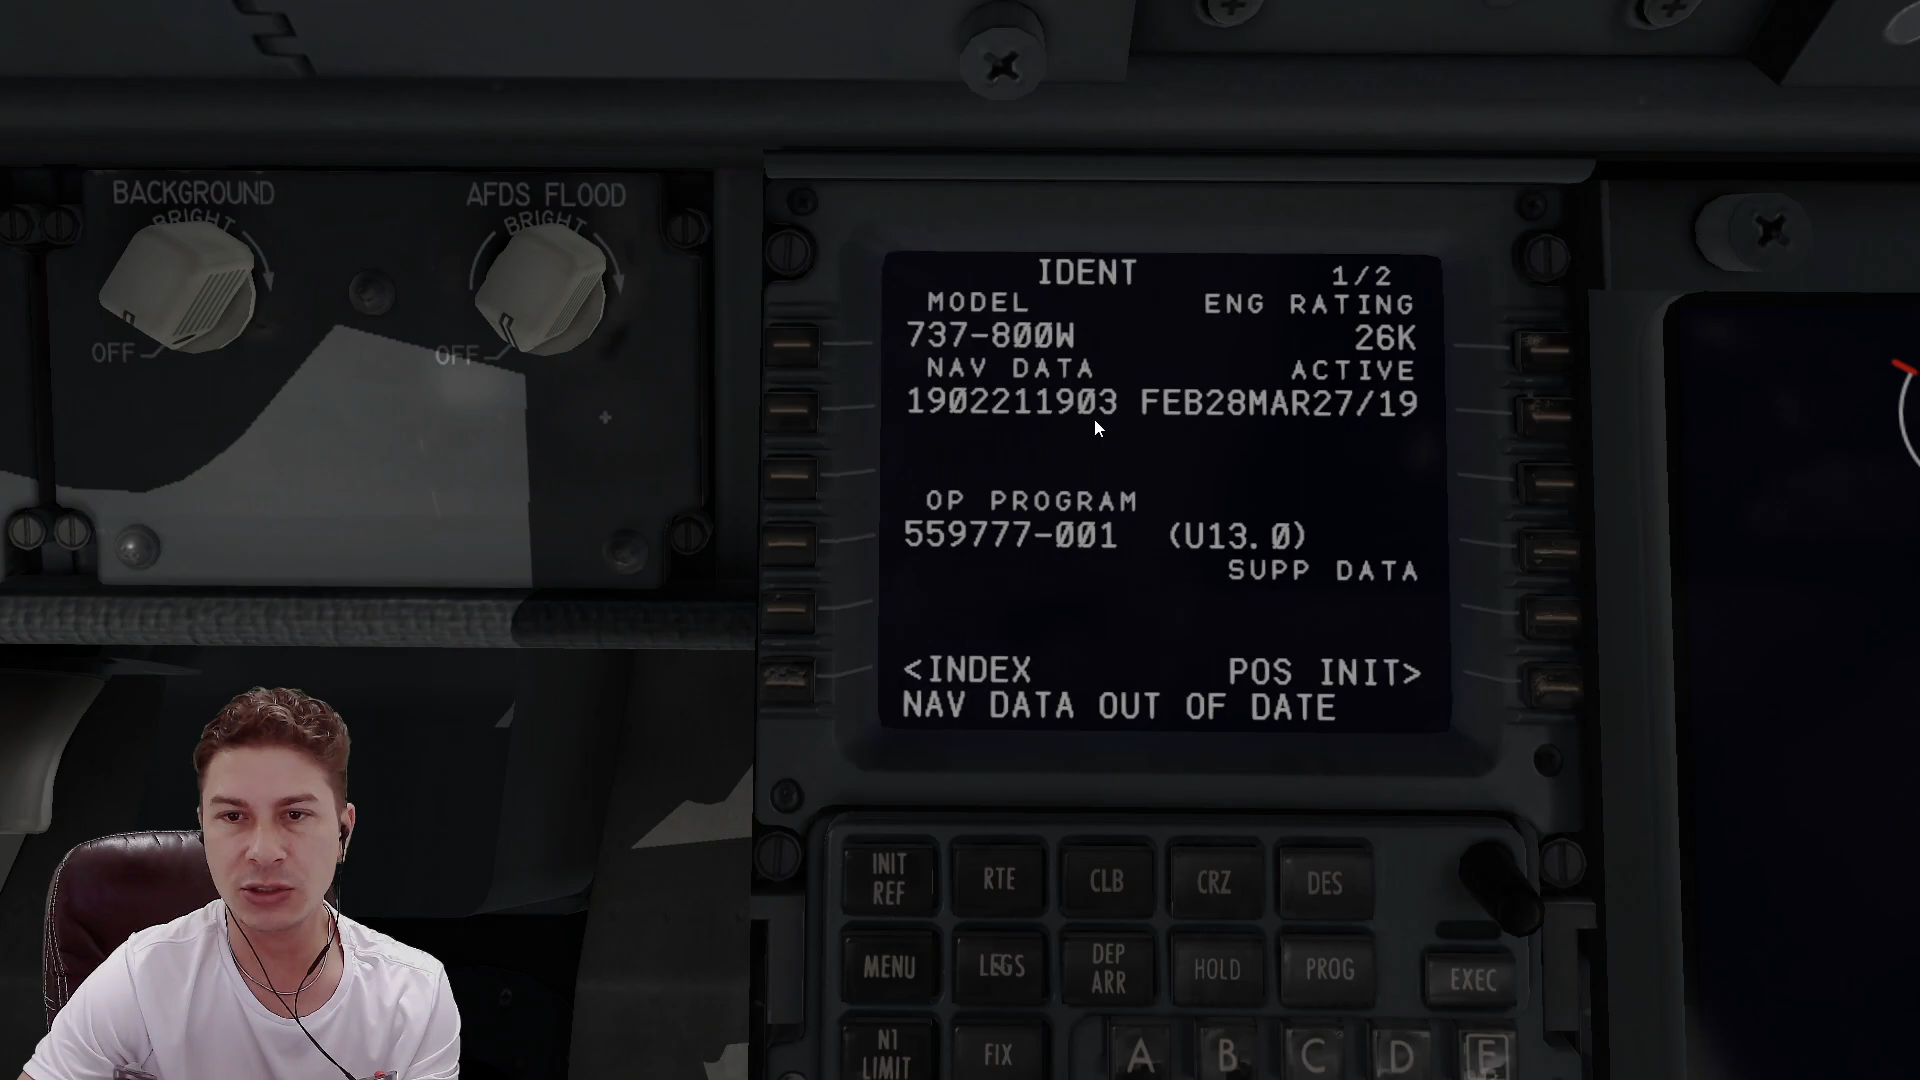 BACKGROUND
BRIGHT
OFF
AFDS FLOOD
BRIGHT
OFF
IDENT 1/2
MODEL ENG RATING
737-800W 26K
NAV DATA ACTIVE
1902211903 FEB28MAR27/19
OP PROGRAM
559777-001 (U13.0)
SUPP DATA
<INDEX POS INIT>
NAV DATA OUT OF DATE
INIT REF
RTE
CLB
CRZ
DES
MENU
LEGS
DEP ARR
HOLD
PROG
EXEC
N1 LIMIT
FIX
A B C D E